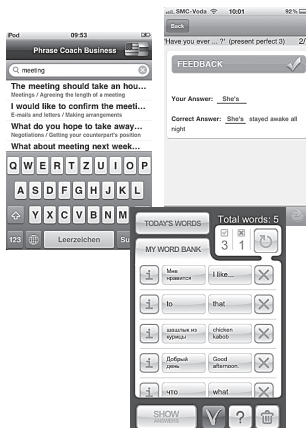 iPod 09:53
Phrase Coach Business
meeting
The meeting should take an hou...
Meetings / Agreeing the length of a meeting
I would like to confirm the meeti...
E-mails and letters / Making arrangements
What do you hope to take away...
Negotiations / Getting your counterpart's position
What about meeting next week...
Q W E R T Z U I O P
A S D F G H J K L
Y X C V B N M
123 Leerzeichen Su
SMC-Voda 10:01 92%
Back
'Have you ever ... ?' (present perfect 3) 2/
FEEDBACK
Your Answer: She's
Correct Answer: She's stayed awake all
night
TODAY'S WORDS
Total words: 5
3 1
MY WORD BANK
i Мне нравится I like...
i to that
i шашлык из курицы chicken kabob
i Добрый день Good afternoon.
i что what
SHOW ANSWERS
?